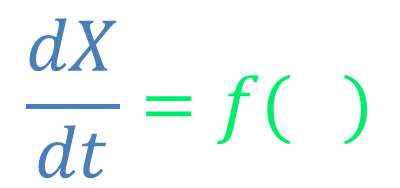 dX/dt = f( )